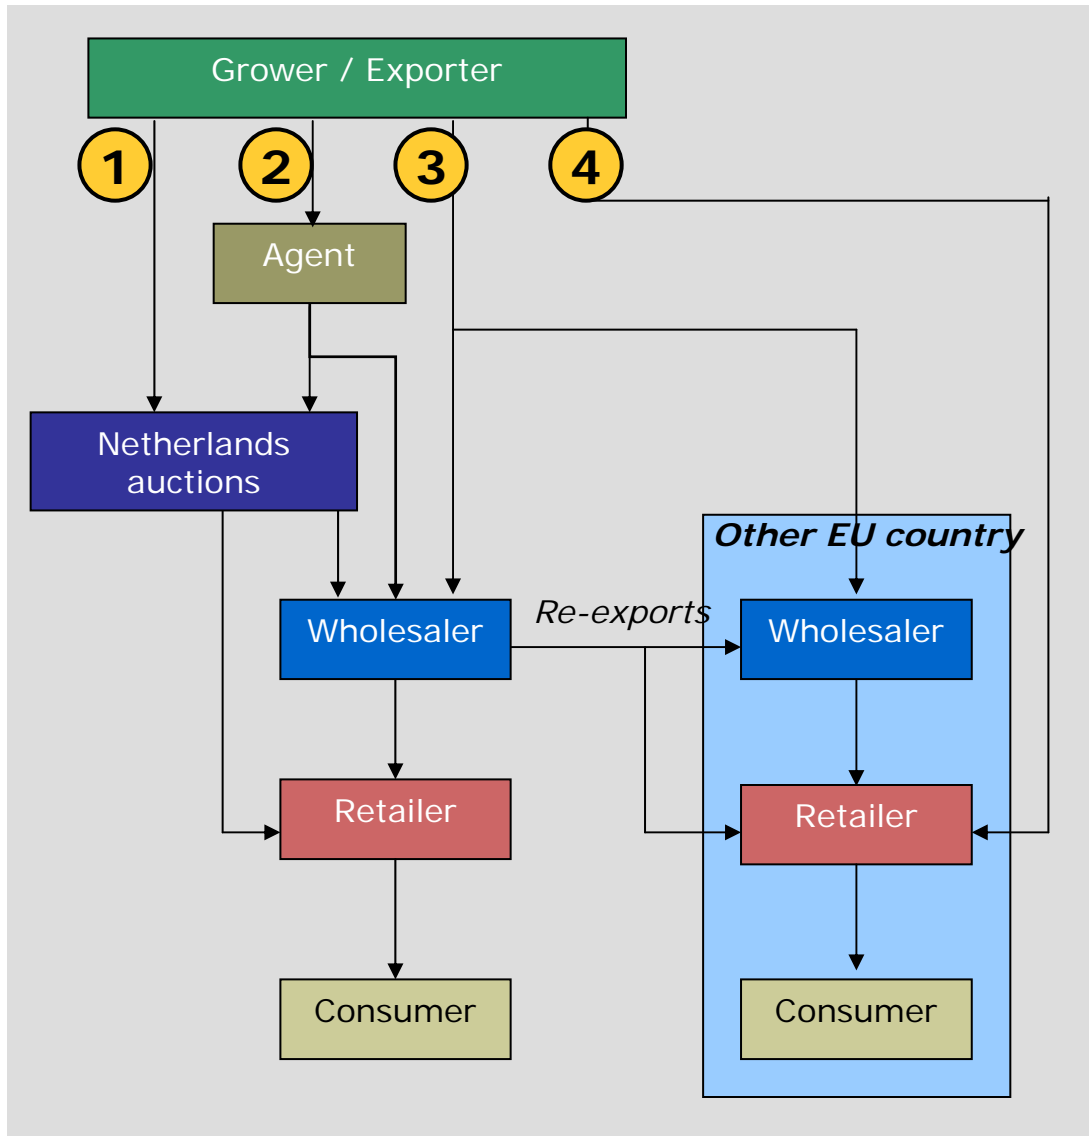 Grower / Exporter
1
2
3
4
Agent
Netherlands
auctions
Other EU country
Wholesaler
Re-exports
Wholesaler
Retailer
Retailer
Consumer
Consumer